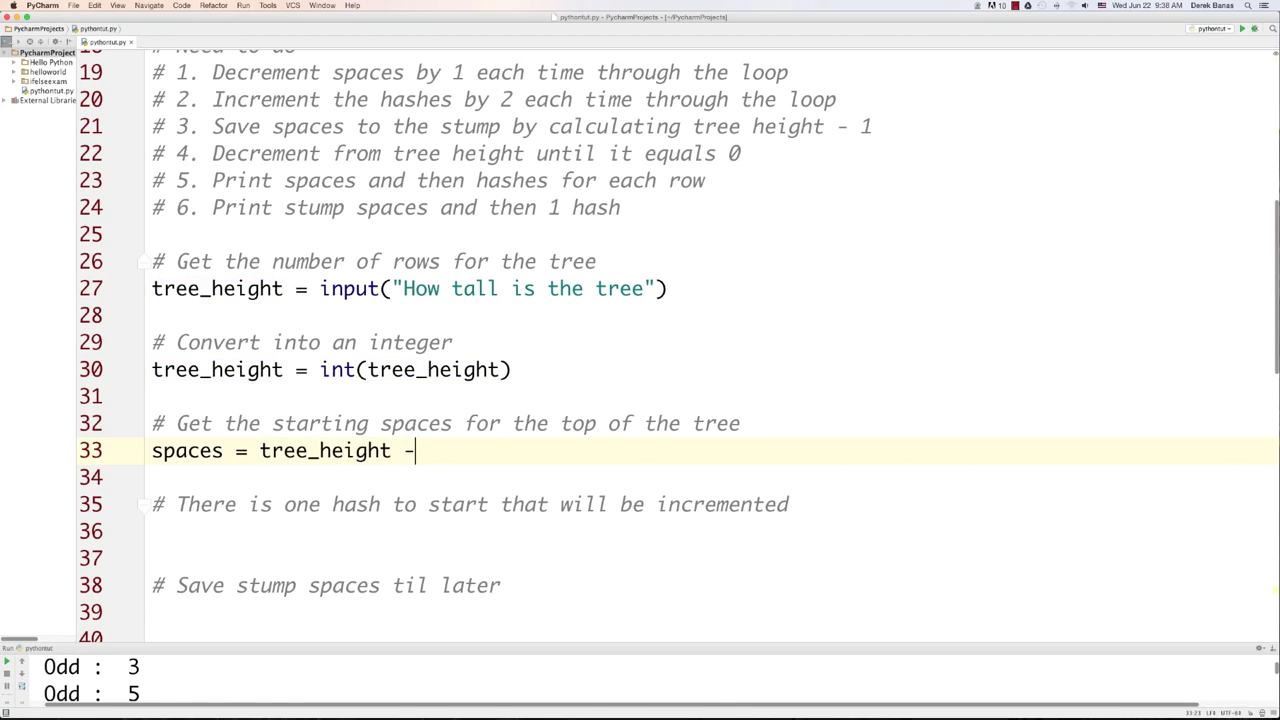 PyCharm File Edit View Navigate Code Refactor Run Tools VCS Window Help 10 Wed Jun 22 9:38 AM Derek Banas
pythontut.py - PycharmProjects - [~/PycharmProjects]
PycharmProjects pythontut.py pythontut
pythontut.py ×
PycharmProject
Hello Python
helloworld
ifelseexam
pythontut.py
External Librarie
18 # Need to do
19 # 1. Decrement spaces by 1 each time through the loop
20 # 2. Increment the hashes by 2 each time through the loop
21 # 3. Save spaces to the stump by calculating tree height - 1
22 # 4. Decrement from tree height until it equals 0
23 # 5. Print spaces and then hashes for each row
24 # 6. Print stump spaces and then 1 hash
25
26 # Get the number of rows for the tree
27 tree_height = input("How tall is the tree")
28
29 # Convert into an integer
30 tree_height = int(tree_height)
31
32 # Get the starting spaces for the top of the tree
33 spaces = tree_height -
34
35 # There is one hash to start that will be incremented
36
37
38 # Save stump spaces til later
39
40
Run pythontut
Odd : 3
Odd : 5
33:23 LF÷ UTF-8÷